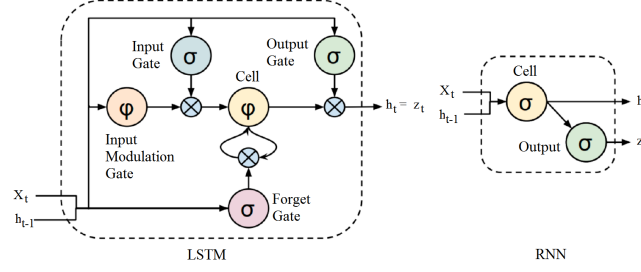 Input
Gate
σ
Output
Gate
σ
Cell
φ
φ
h_t = z_t
Input
Modulation
Gate
σ
Forget
Gate
X_t
h_t-1
LSTM
Cell
X_t
h_t-1
σ
h
Output
σ
z
RNN